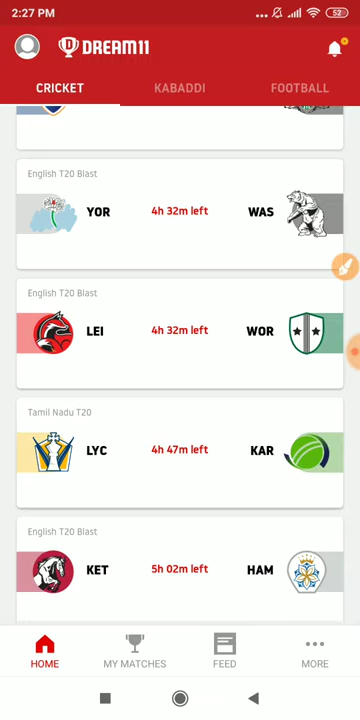 2:27 PM
52
DREAM11
CRICKET KABADDI FOOTBALL
English T20 Blast
YOR 4h 32m left WAS
English T20 Blast
LEI 4h 32m left WOR
Tamil Nadu T20
LYC 4h 47m left KAR
English T20 Blast
KET 5h 02m left HAM
HOME MY MATCHES FEED MORE